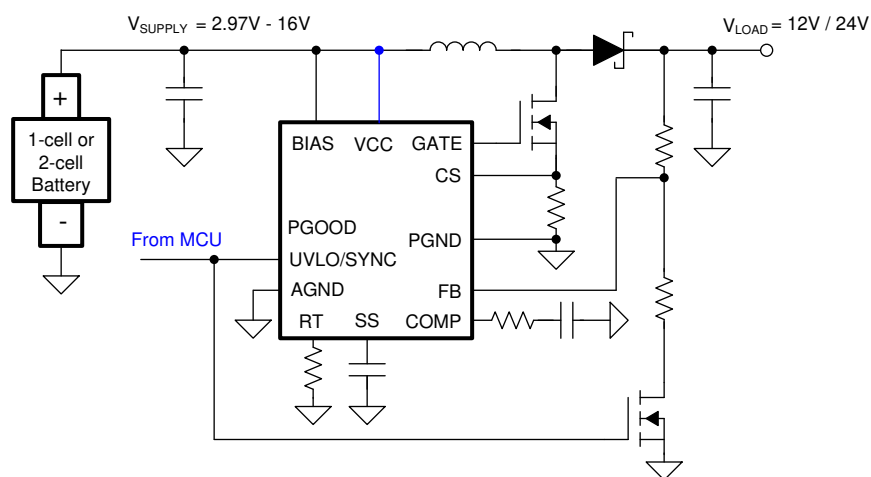 V_SUPPLY = 2.97V - 16V
V_LOAD = 12V / 24V
+
1-cell or
2-cell
Battery
-
BIAS VCC GATE
CS
PGOOD
PGND
From MCU
UVLO/SYNC
AGND
FB
RT SS COMP